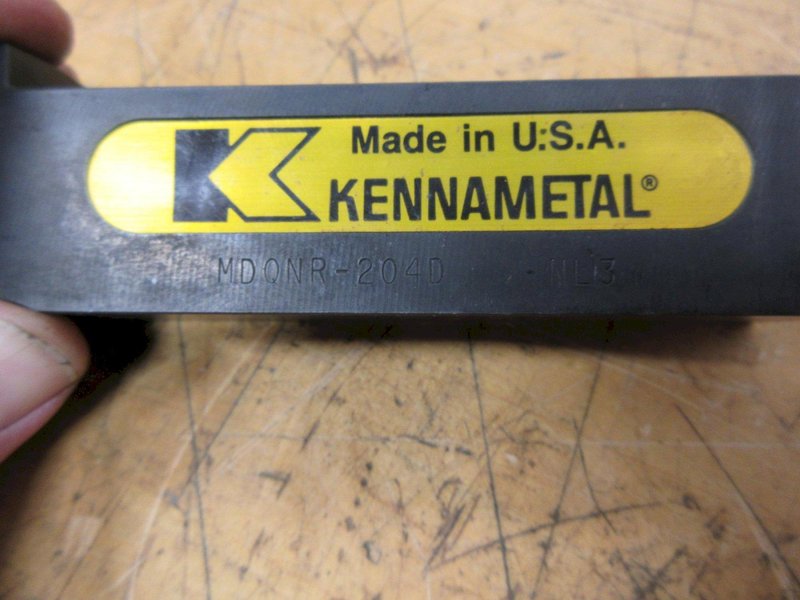 Made in U.S.A.
KENNAMETAL®
MDQNR-204D NL3